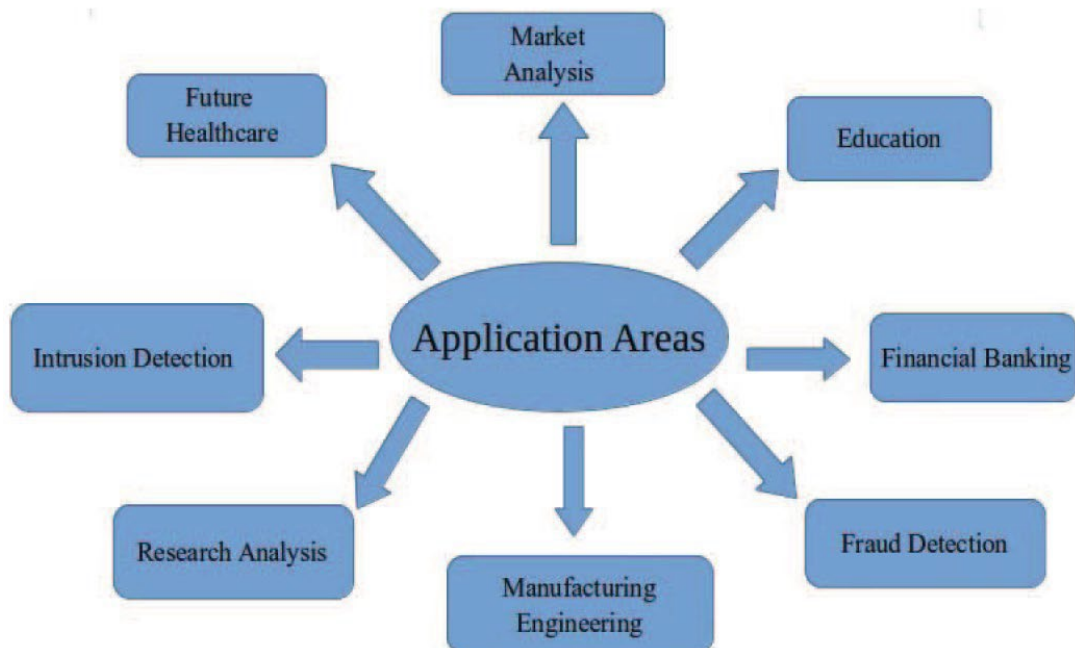 Market
Analysis
Future
Healthcare
Education
Application Areas
Intrusion Detection
Financial Banking
Research Analysis
Fraud Detection
Manufacturing
Engineering